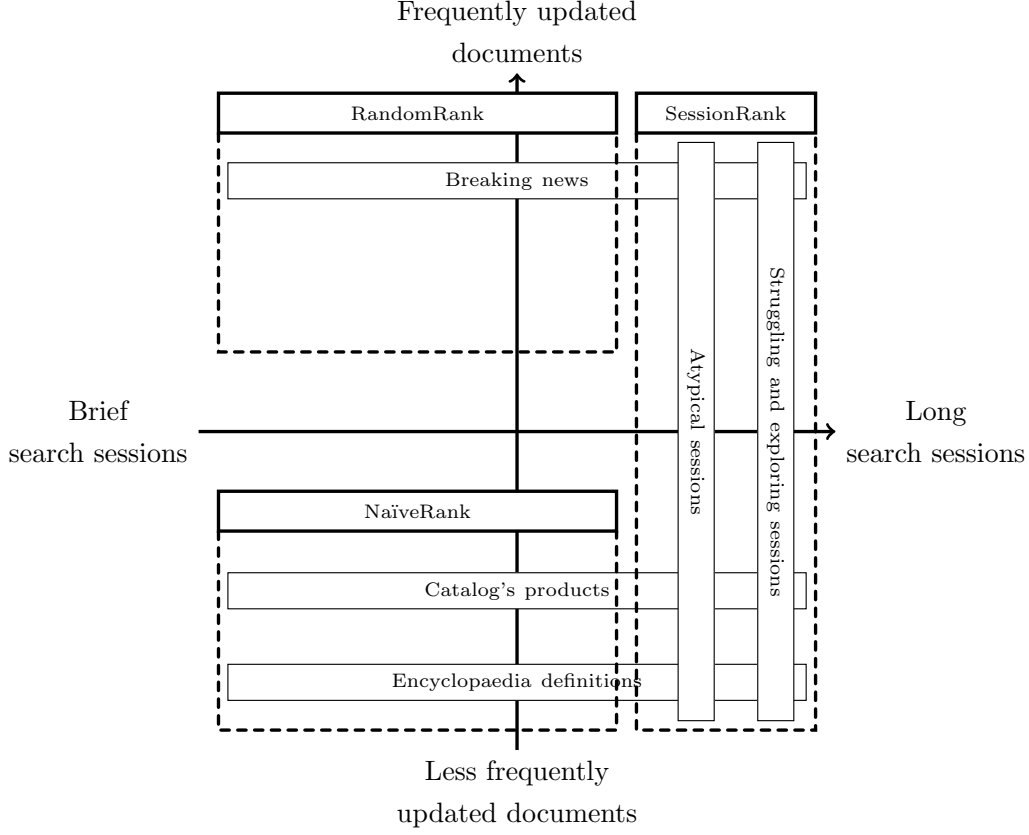 Frequently updated
documents
RandomRank
SessionRank
Breaking news
Struggling and exploring sessions
Atypical sessions
Brief
search sessions
Long
search sessions
NaïveRank
Catalog's products
Encyclopaedia definitions
Less frequently
updated documents